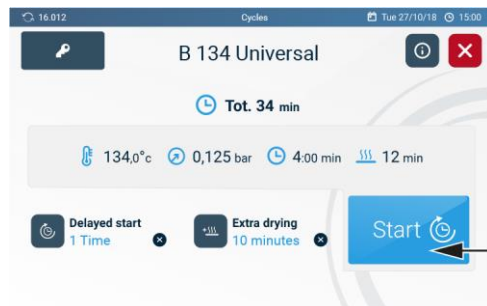 16.012 Cycles Tue 27/10/18 15:00
B 134 Universal
Tot. 34 min
134,0°c 0,125 bar 4:00 min 12 min
Delayed start
1 Time
Extra drying
10 minutes
Start